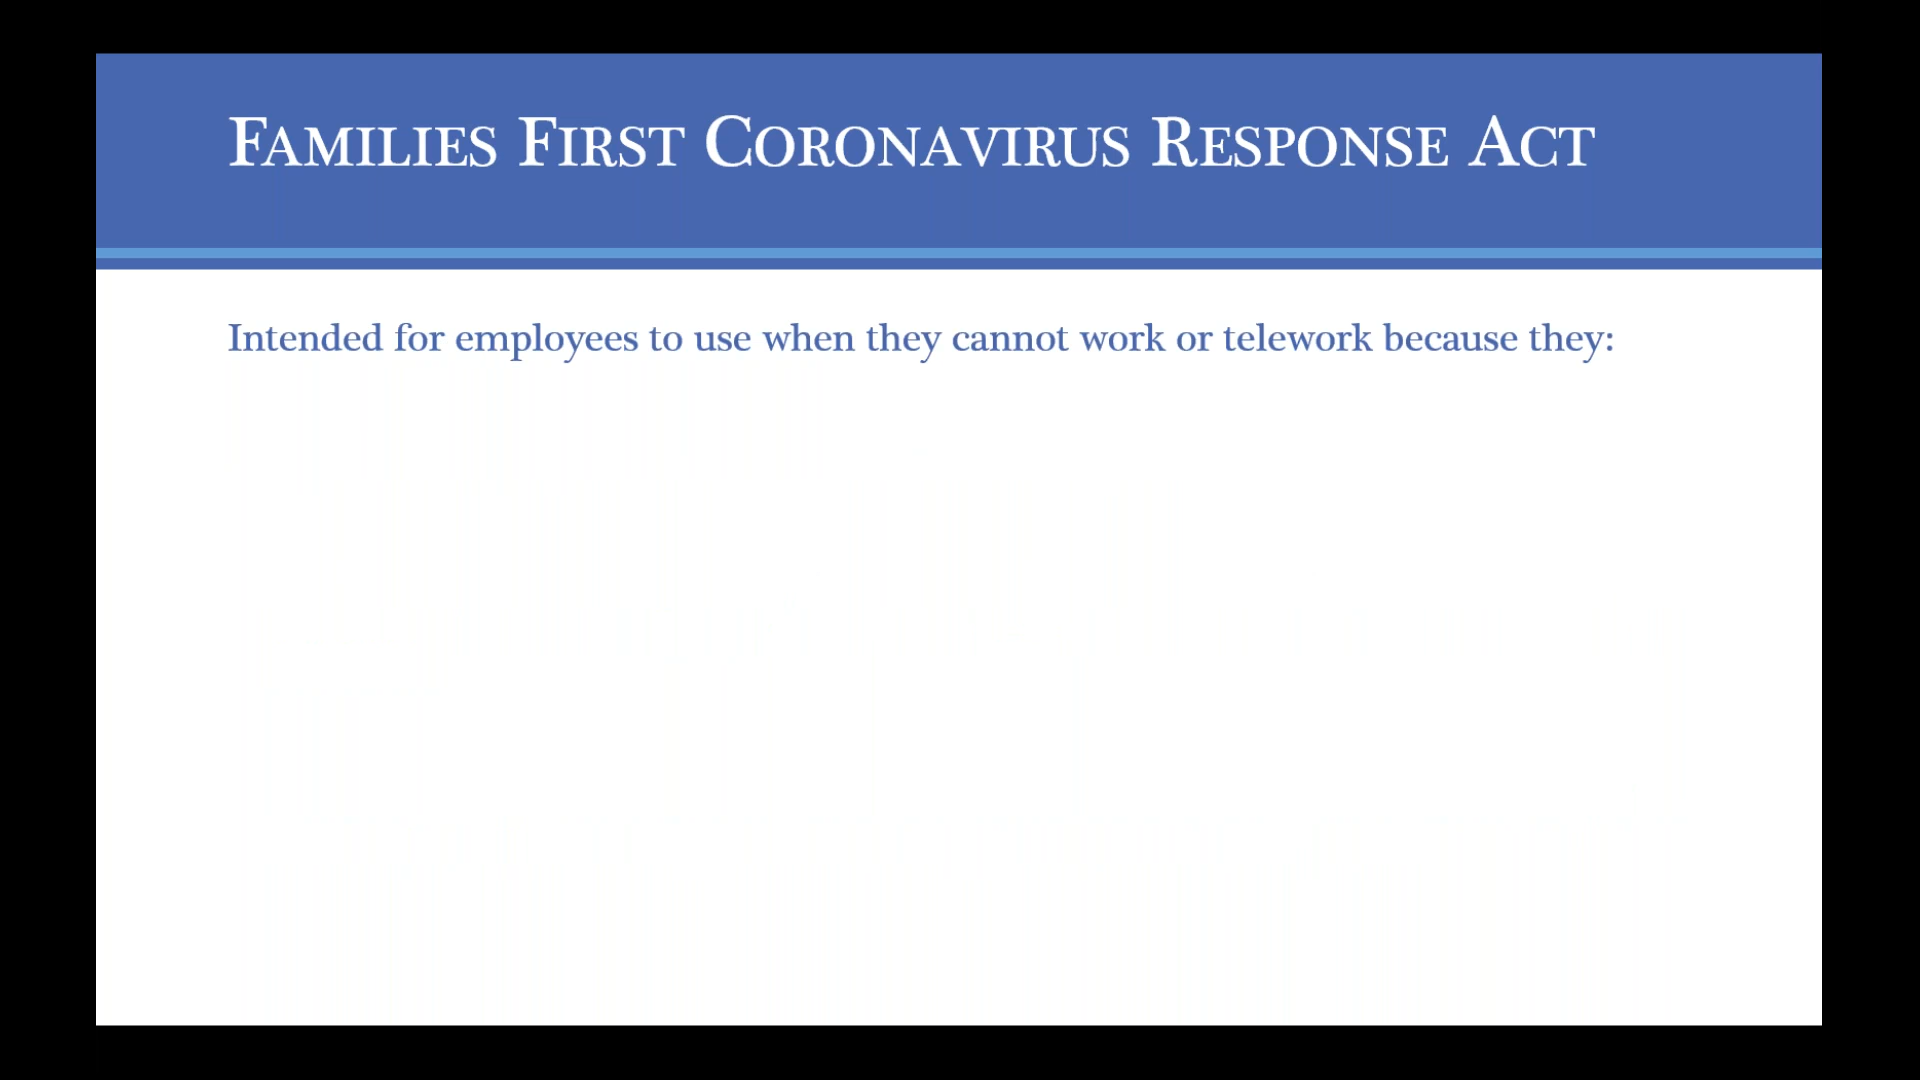 Families First Coronavirus Response Act
Intended for employees to use when they cannot work or telework because they: